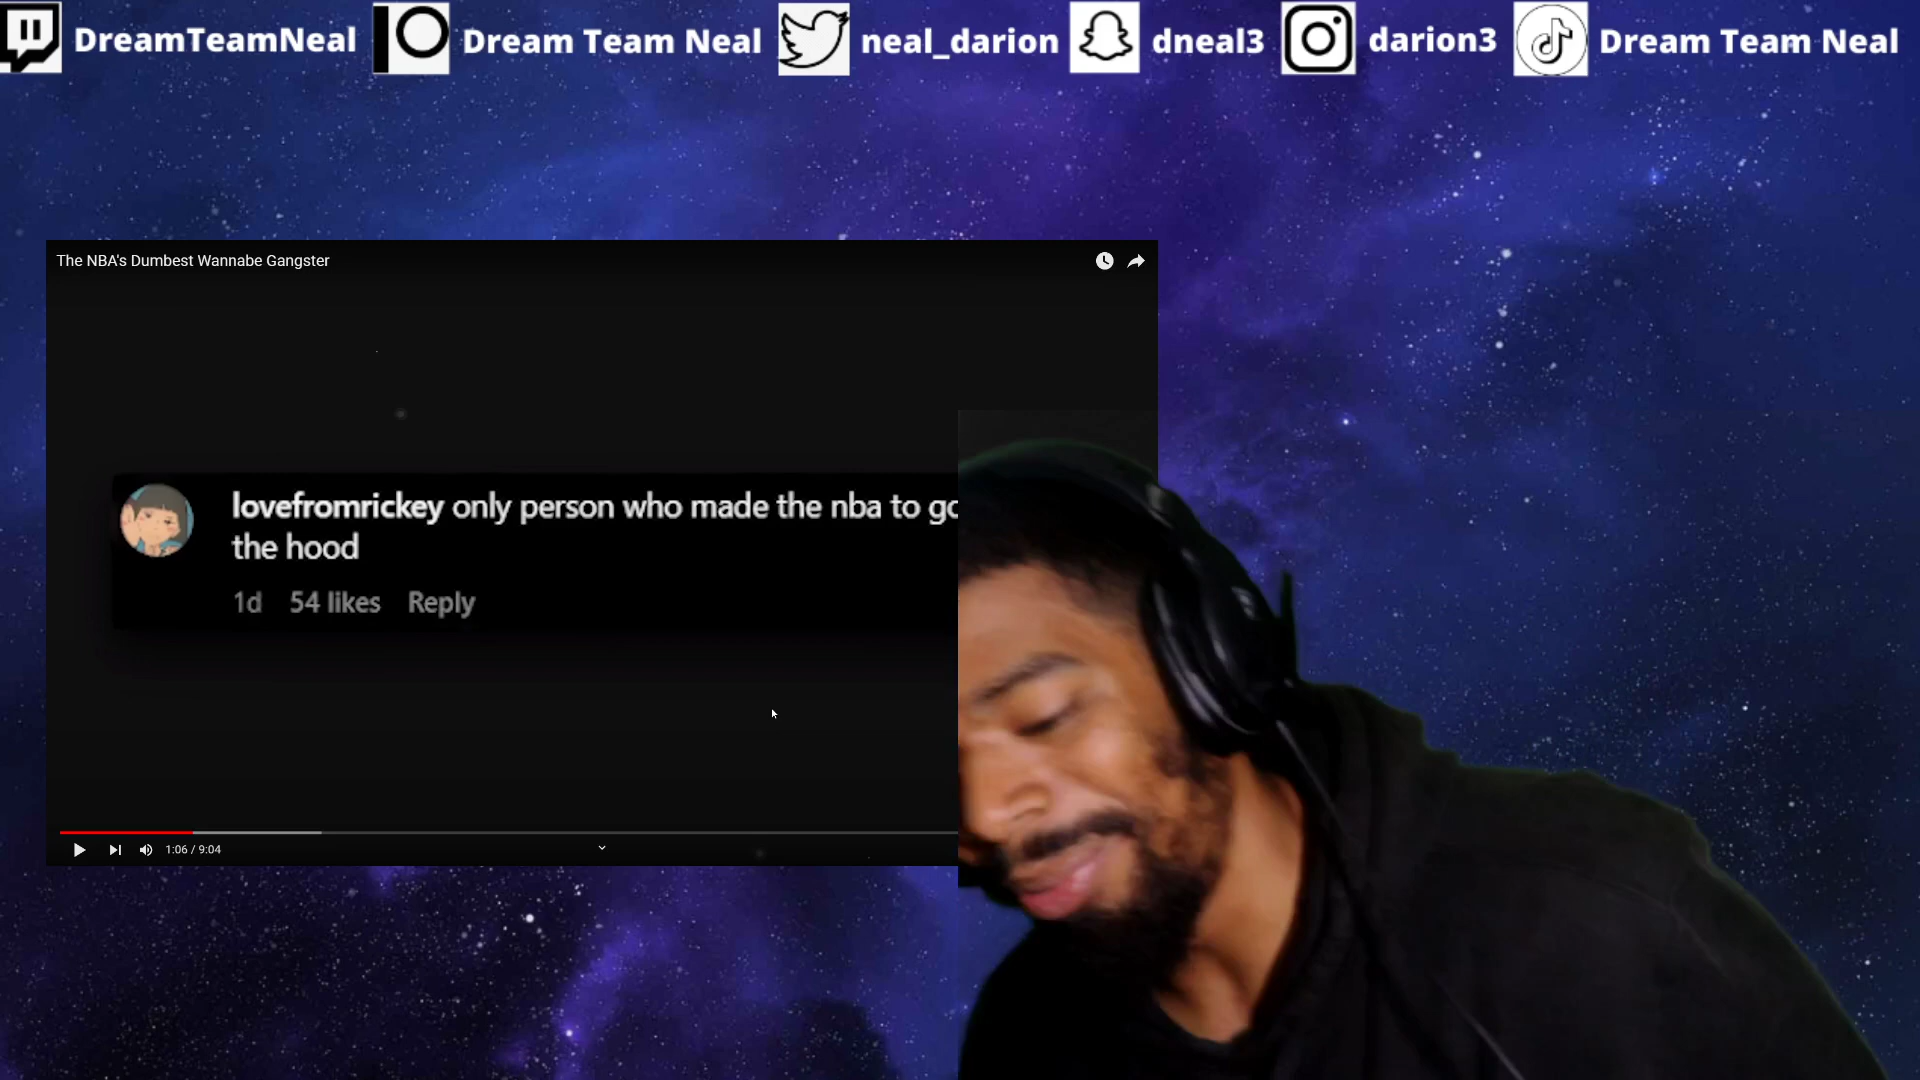 DreamTeamNeal Dream Team Neal neal_darion dneal3 darion3 Dream Team Neal
The NBA's Dumbest Wannabe Gangster
lovefromrickey only person who made the nba to
the hood
1d 54 likes Reply
1:06 / 9:04